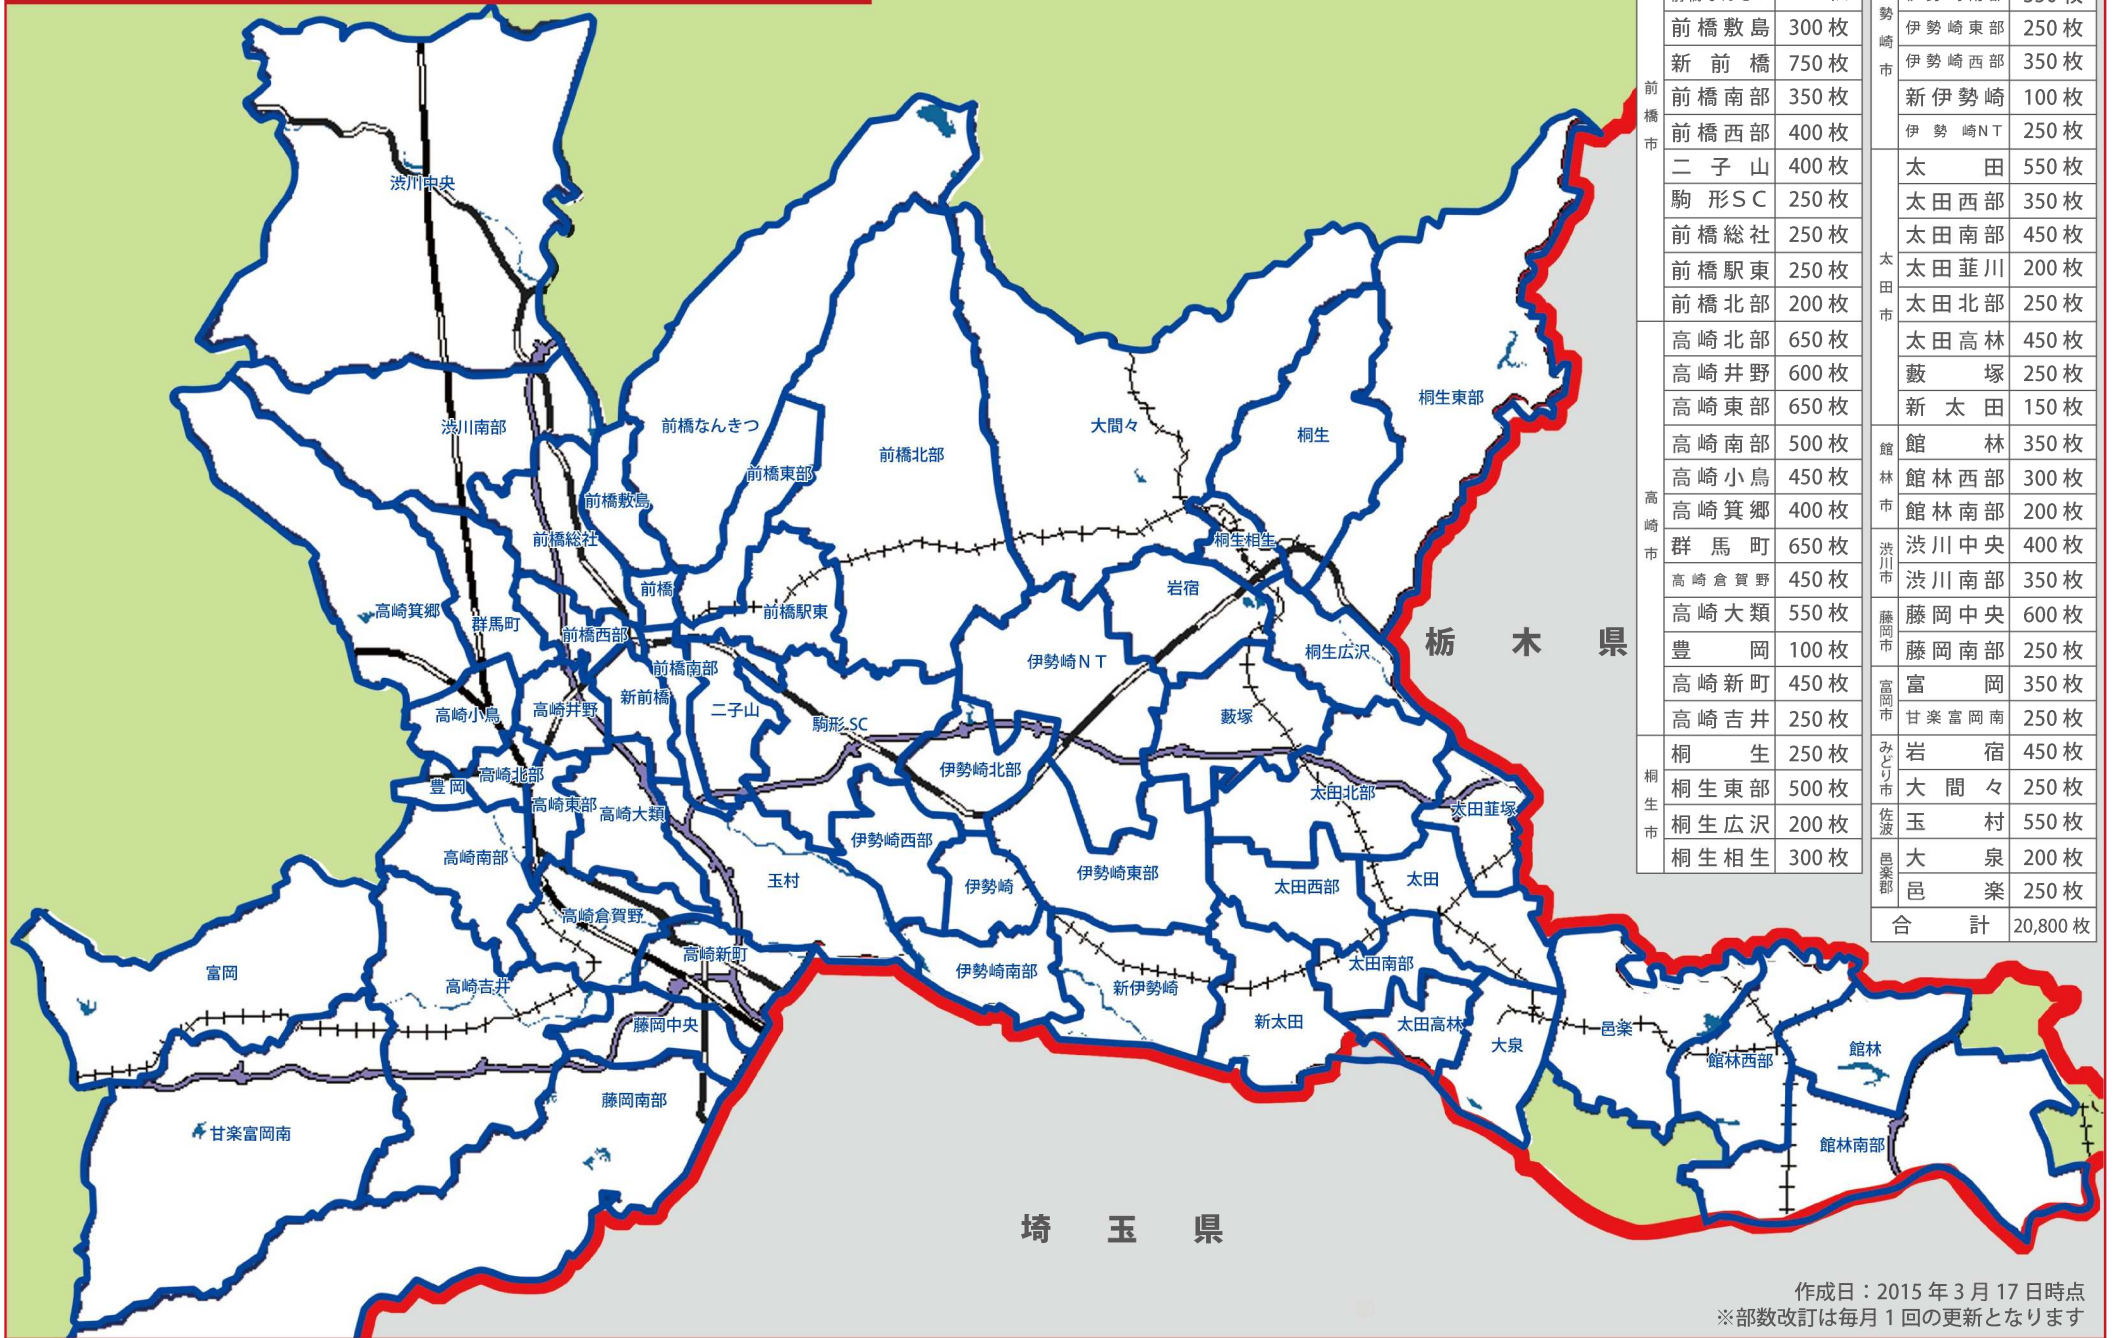 渋川中央
渋川南部
前橋なんきつ
前橋東部
前橋北部
大間々
桐生
桐生東部
前橋敷島
前橋総社
桐生相生
前橋
岩宿
高崎箕郷
群馬町
前橋西部
前橋駅東
前橋南部
伊勢崎NT
桐生広沢
栃木県
新前橋
高崎小鳥
高崎井野
二子山
駒形SC
藪塚
高崎北部
豊岡
高崎東部
高崎大類
伊勢崎北部
太田北部
太田韮塚
伊勢崎西部
高崎南部
玉村
伊勢崎
伊勢崎東部
太田西部
太田
高崎倉賀野
高崎新町
富岡
高崎吉井
伊勢崎南部
新伊勢崎
太田南部
藤岡中央
新太田
太田高林
大泉
邑楽
館林西部
館林
藤岡南部
甘楽富岡南
館林南部
埼玉県
前橋市
前橋敷島 300枚
新前橋 750枚
前橋南部 350枚
前橋西部 400枚
二子山 400枚
駒形SC 250枚
前橋総社 250枚
前橋駅東 250枚
前橋北部 200枚
高崎市
高崎北部 650枚
高崎井野 600枚
高崎東部 650枚
高崎南部 500枚
高崎小鳥 450枚
高崎箕郷 400枚
群馬町 650枚
高崎倉賀野 450枚
高崎大類 550枚
豊岡 100枚
高崎新町 450枚
高崎吉井 250枚
桐生市
桐生 250枚
桐生東部 500枚
桐生広沢 200枚
桐生相生 300枚
勢崎市
伊勢崎東部 250枚
伊勢崎西部 350枚
新伊勢崎 100枚
伊勢崎NT 250枚
太田市
太田 550枚
太田西部 350枚
太田南部 450枚
太田韮川 200枚
太田北部 250枚
太田高林 450枚
藪塚 250枚
新太田 150枚
館林市
館林 350枚
館林西部 300枚
館林南部 200枚
渋川市
渋川中央 400枚
渋川南部 350枚
藤岡市
藤岡中央 600枚
藤岡南部 250枚
富岡市
富岡 350枚
甘楽富岡南 250枚
みどり市
岩宿 450枚
大間々 250枚
佐波
玉村 550枚
邑楽郡
大泉 200枚
邑楽 250枚
合計 20,800枚
作成日：2015年3月17日時点
※部数改訂は毎月1回の更新となります